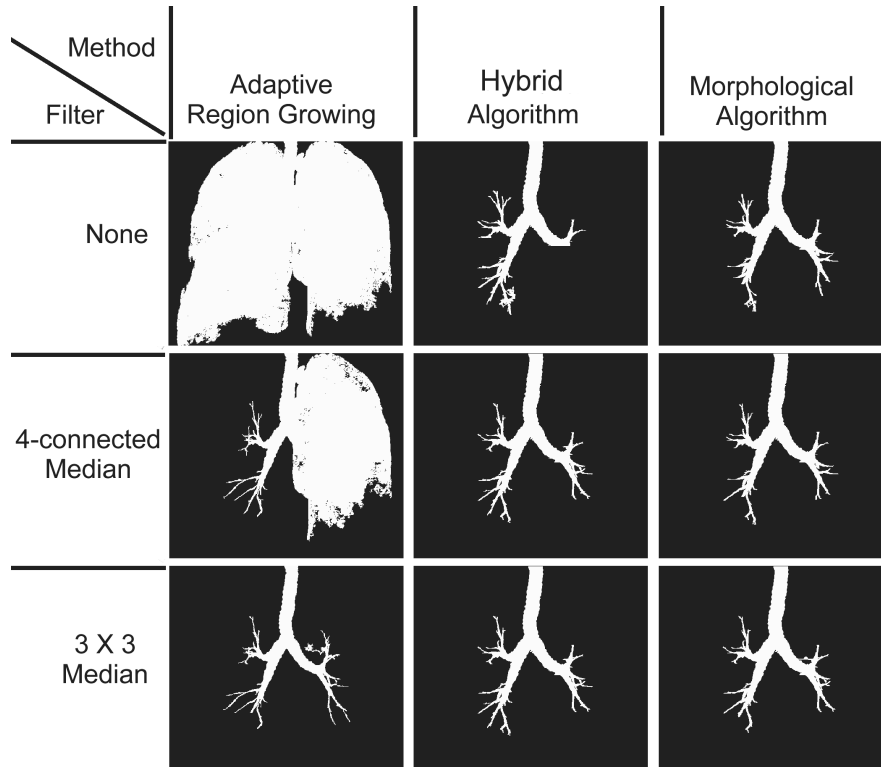 Method
Filter
Adaptive
Region Growing
Hybrid
Algorithm
Morphological
Algorithm
None
4-connected
Median
3 X 3
Median